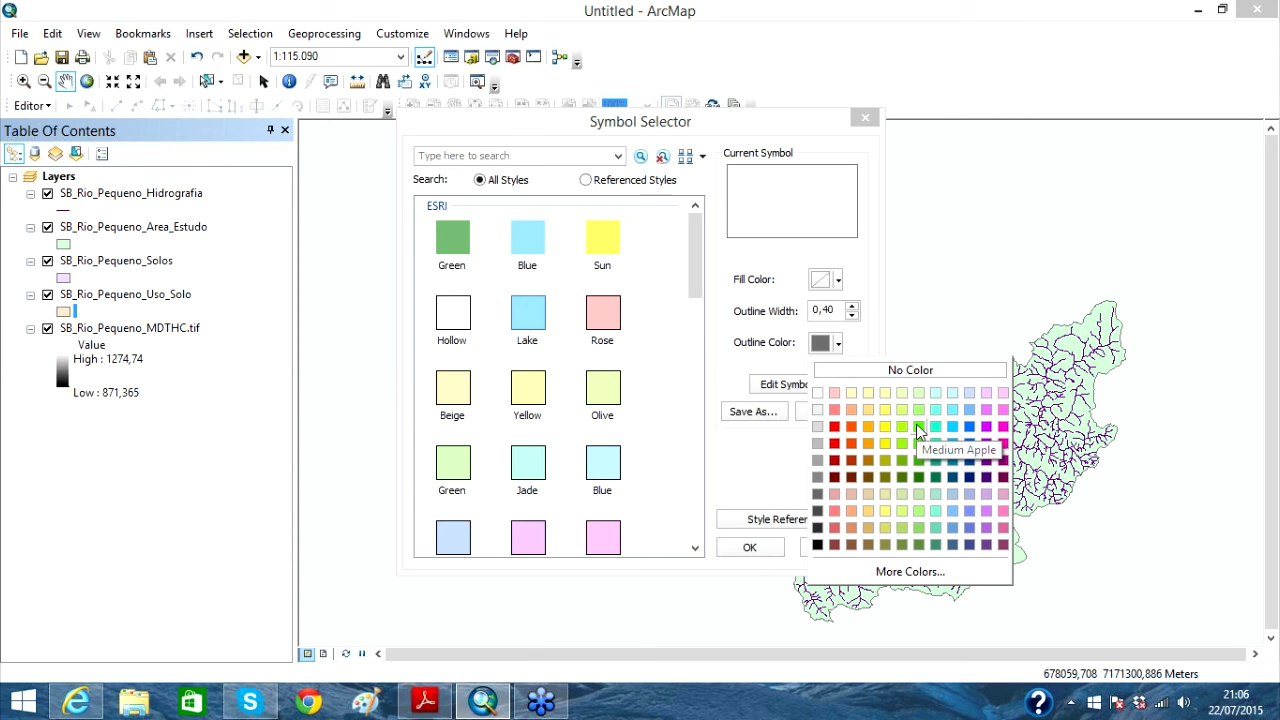 Untitled - ArcMap
File Edit View Bookmarks Insert Selection Geoprocessing Customize Windows Help
1:115.090
Editor
Table Of Contents
Layers
SB_Rio_Pequeno_Hidrografia
SB_Rio_Pequeno_Area_Estudo
SB_Rio_Pequeno_Solos
SB_Rio_Pequeno_Uso_Solo
SB_Rio_Pequeno_MDTHC.tif
Value
High : 1274,74
Low : 871,365
Symbol Selector
Type here to search
Search: All Styles Referenced Styles
ESRI
Green Blue Sun
Hollow Lake Rose
Beige Yellow Olive
Green Jade Blue
Current Symbol
Fill Color:
Outline Width: 0,40
Outline Color:
Edit Symbo
Save As...
Style Refere
OK
No Color
Medium Apple
More Colors...
678059,708 7171300,886 Meters
21:06
22/07/2015